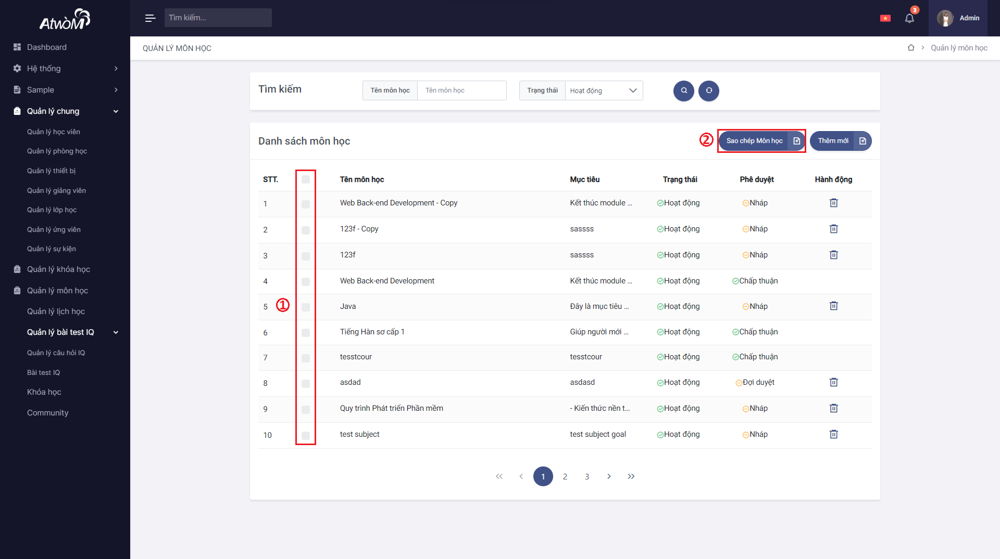 AtwòM
Tìm kiếm...
3
Admin
Dashboard
Hệ thống
Sample
Quản lý chung
Quản lý học viên
Quản lý phòng học
Quản lý thiết bị
Quản lý giảng viên
Quản lý lớp học
Quản lý ứng viên
Quản lý sự kiện
Quản lý khóa học
Quản lý môn học
Quản lý lịch học
Quản lý bài test IQ
Quản lý câu hỏi IQ
Bài test IQ
Khóa học
Community
QUẢN LÝ MÔN HỌC
Quản lý môn học
Tìm kiếm
Tên môn học Tên môn học
Trạng thái Hoạt động
Danh sách môn học
② Sao chép Môn học Thêm mới
STT. Tên môn học Mục tiêu Trạng thái Phê duyệt Hành động
1 Web Back-end Development - Copy Kết thúc module ... Hoạt động Nháp
2 123f - Copy sassss Hoạt động Nháp
3 123f sassss Hoạt động Nháp
4 Web Back-end Development Kết thúc module ... Hoạt động Chấp thuận
5 ① Java Đây là mục tiêu ... Hoạt động Nháp
6 Tiếng Hàn sơ cấp 1 Giúp người mới ... Hoạt động Chấp thuận
7 tesstcour tesstcour Hoạt động Chấp thuận
8 asdad asdasd Hoạt động Đợi duyệt
9 Quy trình Phát triển Phần mềm - Kiến thức nền t... Hoạt động Nháp
10 test subject test subject goal Hoạt động Nháp
1 2 3